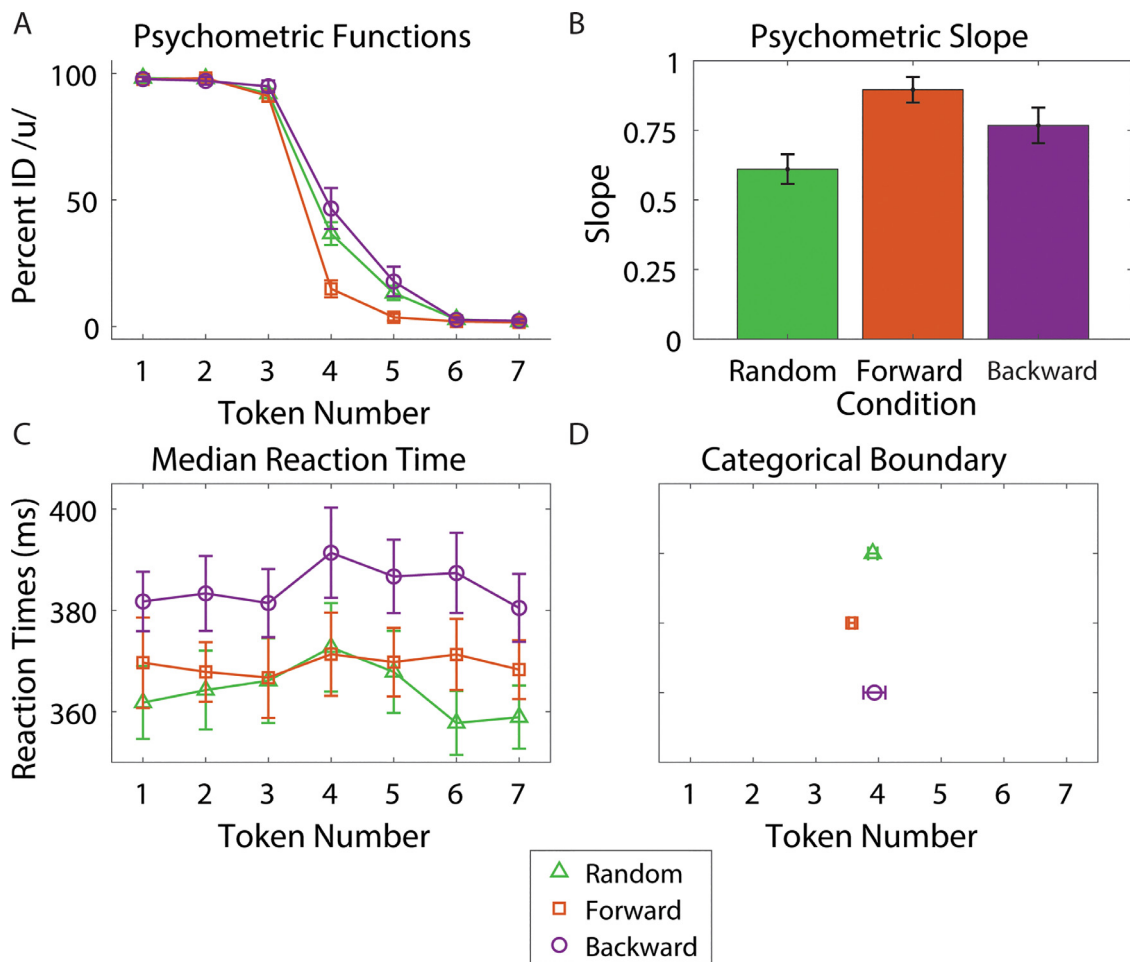 A
Psychometric Functions
Percent ID /u/
100
50
0
1 2 3 4 5 6 7
Token Number
B
Psychometric Slope
Slope
1
0.75
0.5
0.25
0
Random Forward Backward
Condition
C
Median Reaction Time
Reaction Times (ms)
400
380
360
1 2 3 4 5 6 7
Token Number
D
Categorical Boundary
1 2 3 4 5 6 7
Token Number
Random
Forward
Backward